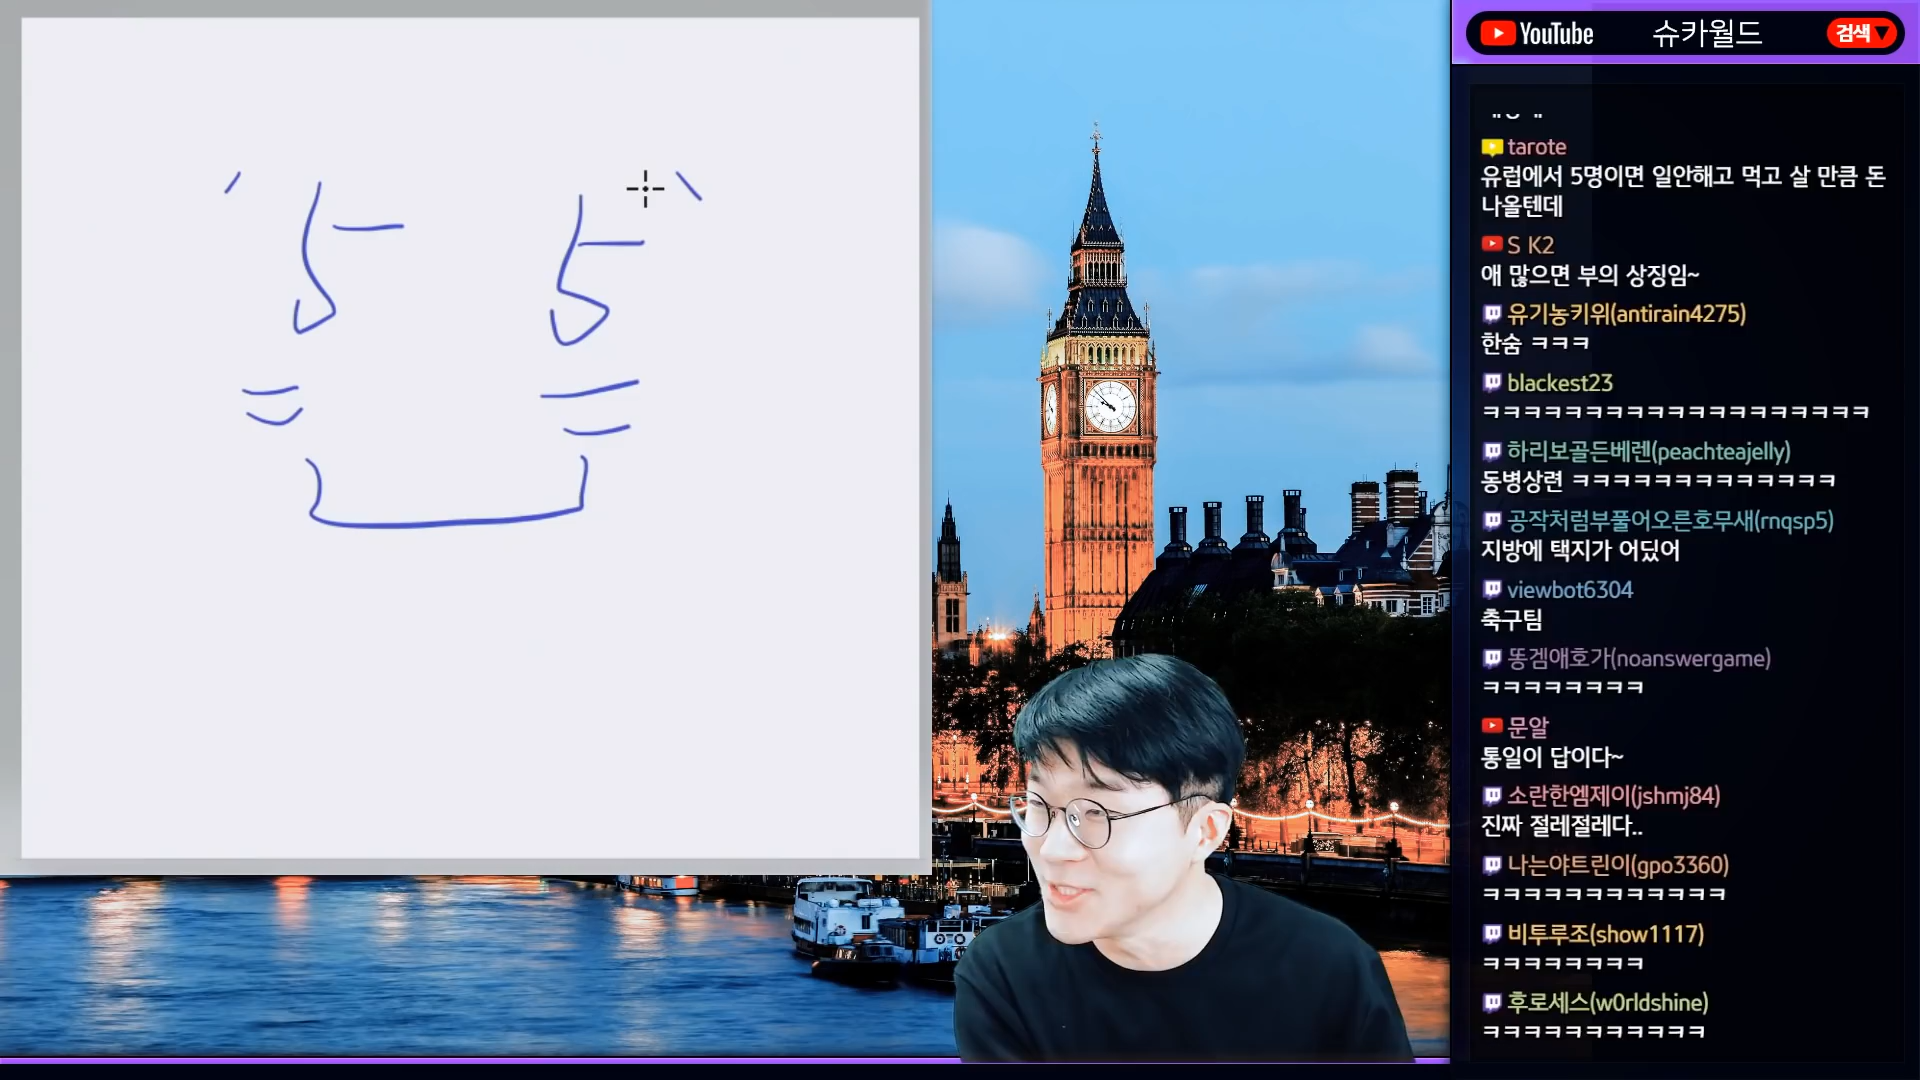 5 5
YouTube 슈카월드 검색▼
tarote
유럽에서 5명이면 일안해고 먹고 살 만큼 돈
나올텐데
S K2
애 많으면 부의 상징임~
유기농키위(antirain4275)
한숨 ㅋㅋㅋ
blackest23
ㅋㅋㅋㅋㅋㅋㅋㅋㅋㅋㅋㅋㅋㅋㅋㅋㅋㅋㅋ
하리보골든베렌(peachteajelly)
동병상련 ㅋㅋㅋㅋㅋㅋㅋㅋㅋㅋㅋㅋㅋ
공작처럼부풀어오른호무새(rnqsp5)
지방에 택지가 어딨어
viewbot6304
축구팀
똥겜애호가(noanswergame)
ㅋㅋㅋㅋㅋㅋㅋㅋ
문알
통일이 답이다~
소란한엠제이(jshmj84)
진짜 절레절레다..
나는야트린이(gpo3360)
ㅋㅋㅋㅋㅋㅋㅋㅋㅋㅋㅋㅋ
비투루조(show1117)
ㅋㅋㅋㅋㅋㅋㅋㅋ
후로세스(w0rldshine)
ㅋㅋㅋㅋㅋㅋㅋㅋㅋㅋㅋ